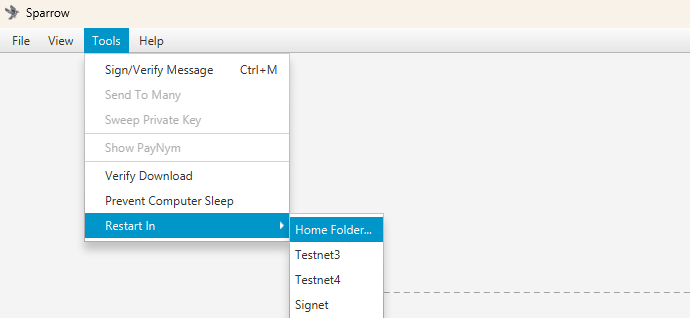 Sparrow
File View Tools Help
Sign/Verify Message Ctrl+M
Send To Many
Sweep Private Key
Show PayNym
Verify Download
Prevent Computer Sleep
Restart In
Home Folder...
Testnet3
Testnet4
Signet